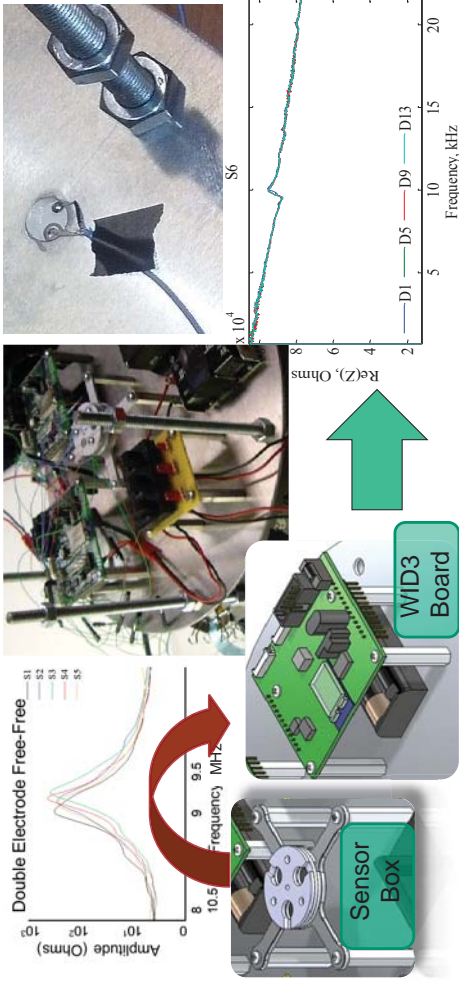 Double Electrode Free-Free
S1
S2
S3
S4
S5
10³
10²
10¹
0
Amplitude (Ohms)
8 9 9.5
10.5 Frequency MHz
Sensor
Box
WID3
Board
x 10⁴
S6
8
6
4
2
Re(Z), Ohms
D1 D5 D9 D13
5 10 15 20
Frequency, kHz